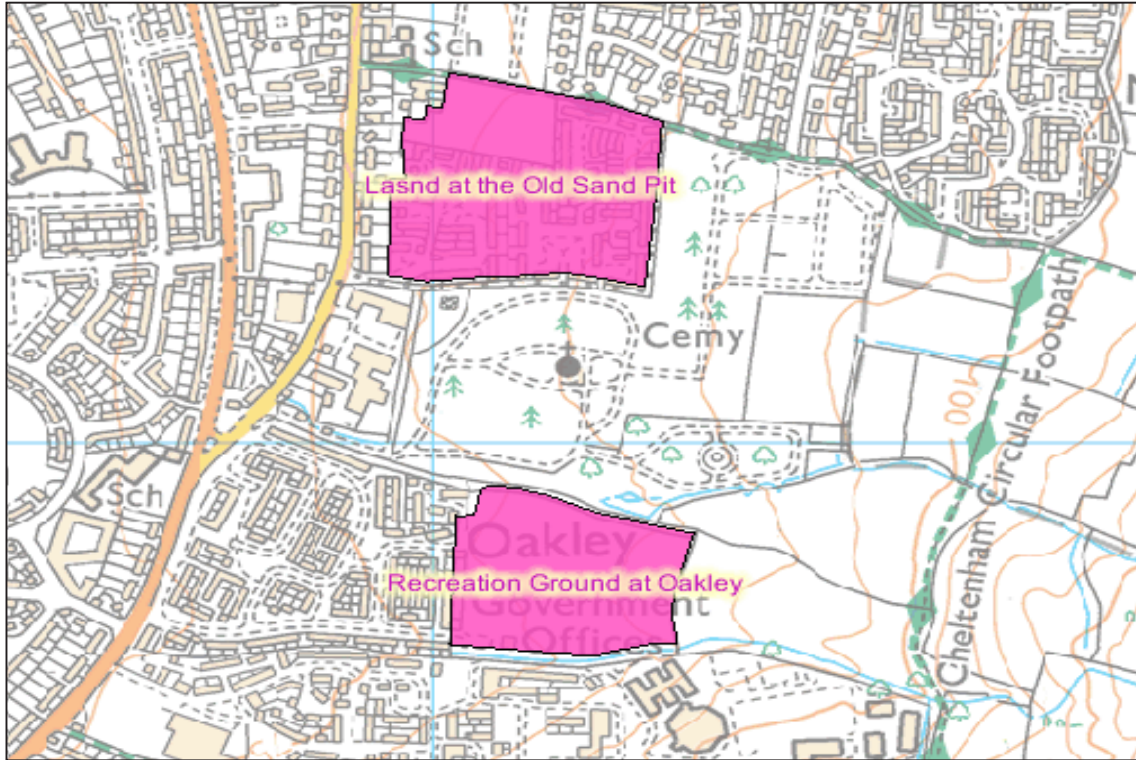 Sch
Lasnd at the Old Sand Pit
Cemy
Cheltenham Circular Footpath
100
Sch
Oakley
Recreation Ground at Oakley
Government
Offices
N